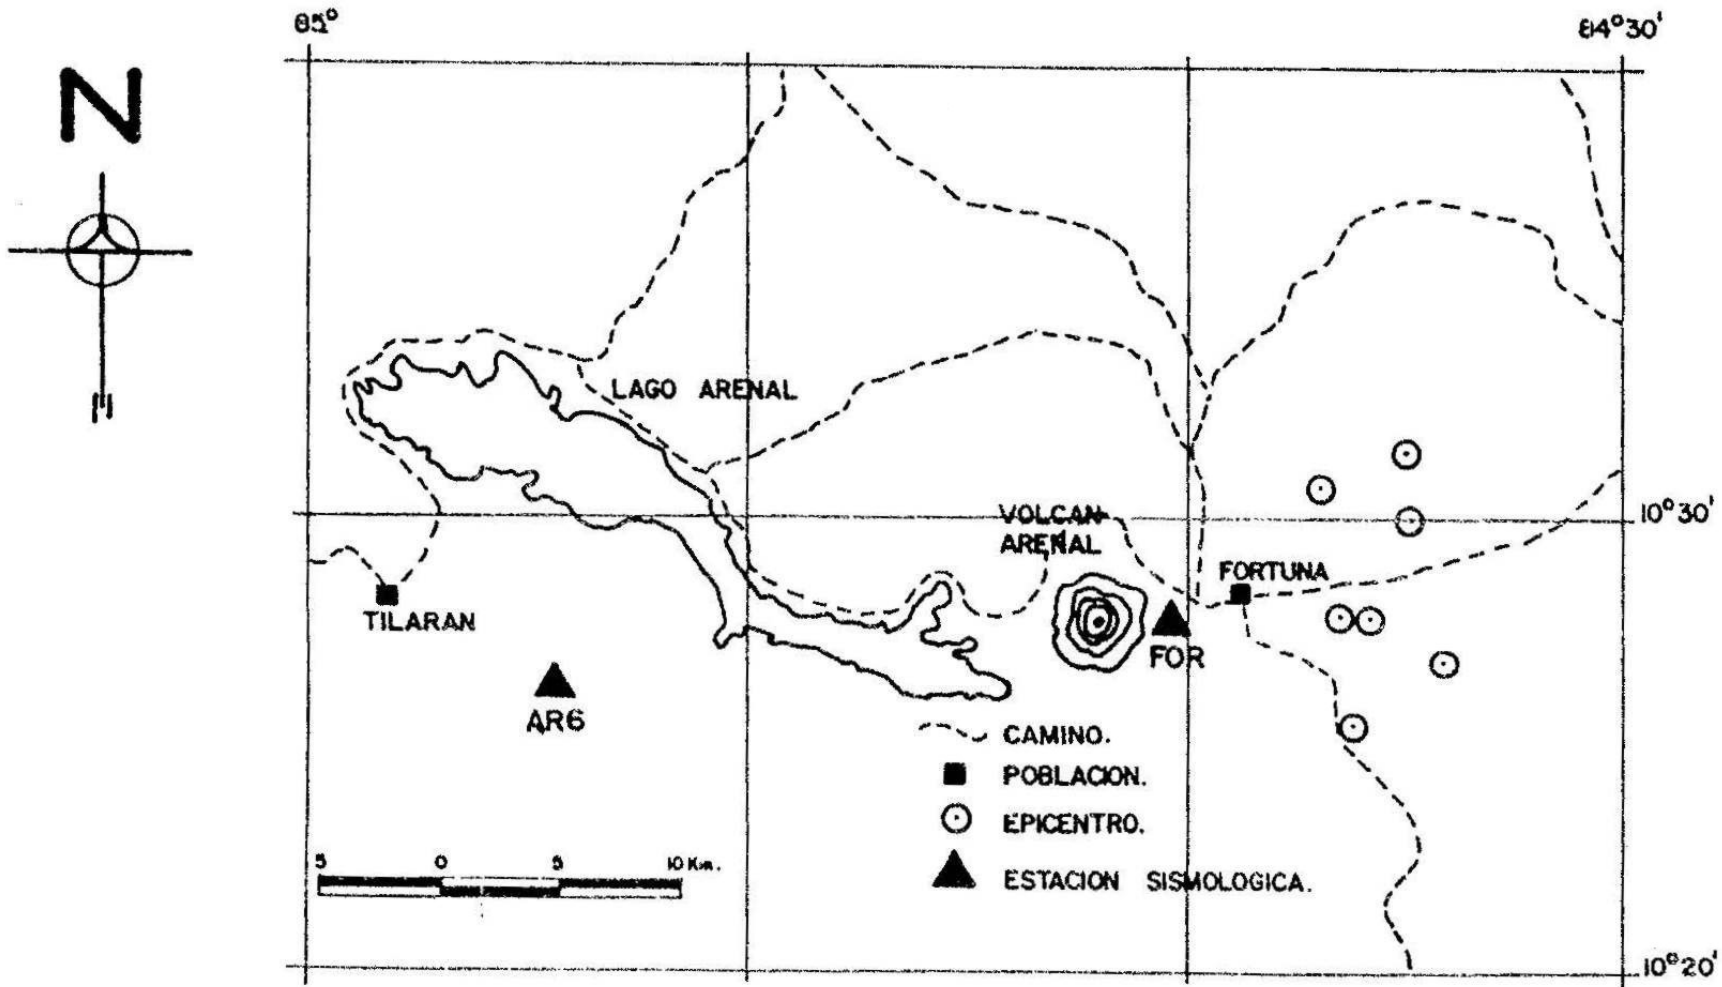 85° 84°30'
N
LAGO ARENAL
VOLCAN
ARENAL
10°30'
FORTUNA
TILARAN
FOR
AR6
CAMINO.
POBLACION.
EPICENTRO.
5 0 5 10 Km.
ESTACION SISMOLOGICA.
10°20'